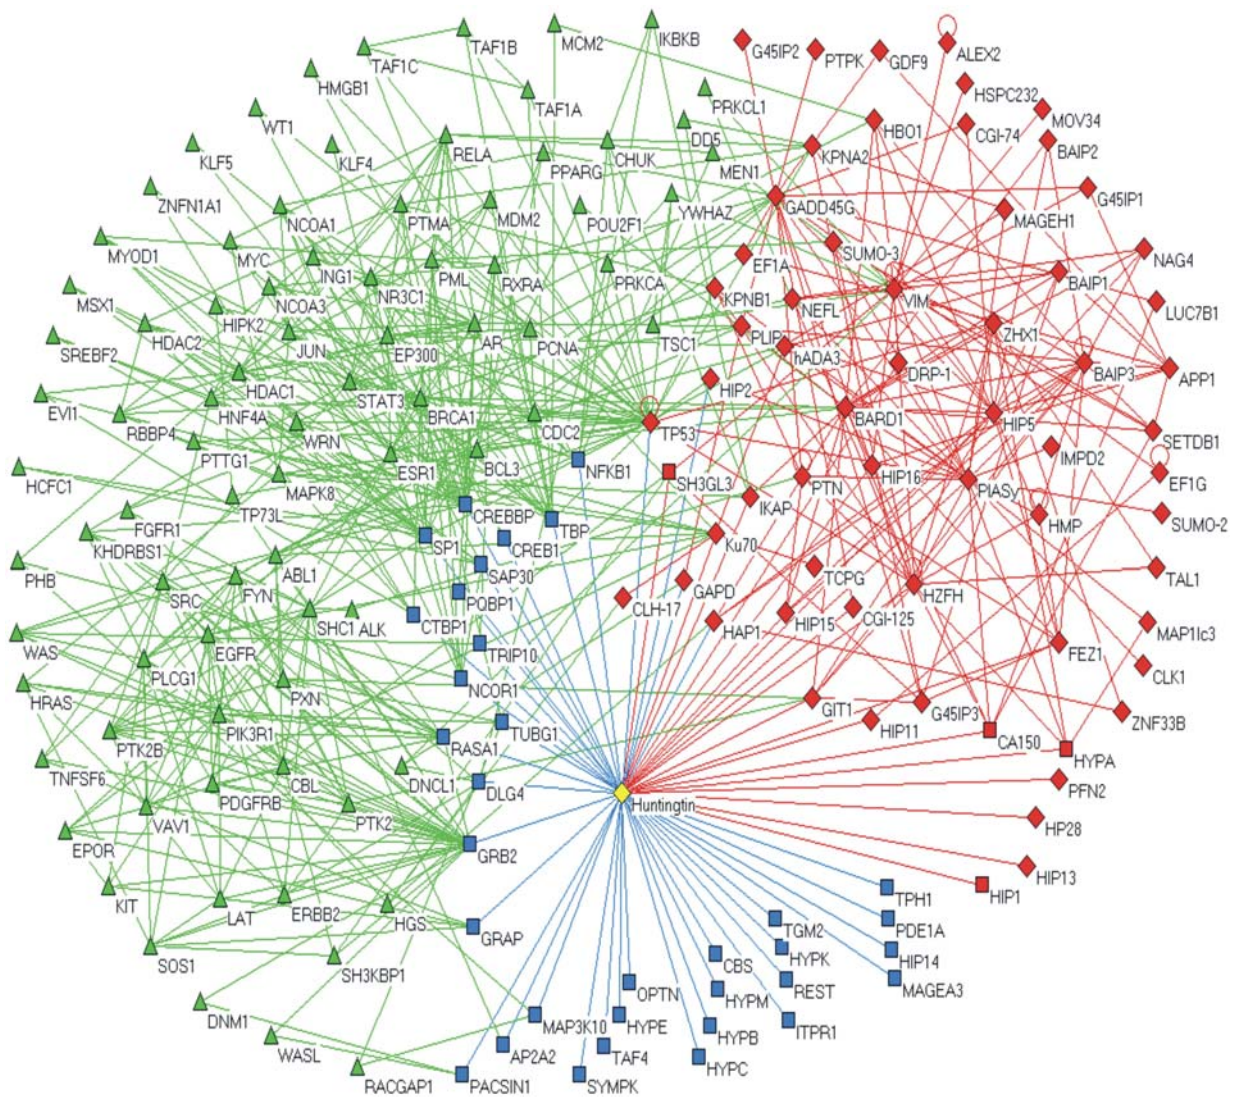 TAF1B
MCM2
IKBKB
G45IP2
PTPK
GDF9
ALEX2
TAF1C
HMGB1
TAF1A
PRKCL1
HSPC232
MOV34
WT1
KLF5
KLF4
RELA
PPARG
CHUK
DD5
MEN1
KPNA2
HBO1
CGI-74
BAIP2
ZNFN1A1
NCOA1
PTMA
MDM2
POU2F1
YWHAZ
GADD45G
MAGEH1
G45IP1
MYOD1
MYC
ING1
NR3C1
PML
RXRA
PRKCA
EF1A
SUMO-3
NAG4
MSX1
HIPK2
NCOA3
KPNB1
NEFL
VIM
BAIP1
LUC7B1
SREBF2
HDAC2
JUN
EP300
AR
PCNA
TSC1
PLIP
hADA3
ZHX1
EVI1
HDAC1
STAT3
BRCA1
HIP2
DRP-1
BAIP3
APP1
RBBP4
HNF4A
WRN
CDC2
TP53
BARD1
HIP5
SETDB1
HCFC1
PTTG1
MAPK8
ESR1
BCL3
NFKB1
SH3GL3
PTN
HIP16
PIASy
IMPD2
EF1G
FGFR1
TP73L
CREBBP
IKAP
HMP
SUMO-2
KHDRBS1
SP1
CREB1
TBP
Ku70
PHB
SRC
FYN
ABL1
SAP30
PQBP1
GAPD
TCPG
HZFH
TAL1
WAS
EGFR
SHC1
ALK
CTBP1
CLH-17
HAP1
HIP15
CGI-125
MAP1lc3
HRAS
PLCG1
PXN
TRIP10
NCOR1
FEZ1
CLK1
PTK2B
PIK3R1
RASA1
TUBG1
GIT1
HIP11
G45IP3
CA150
ZNF33B
HYPA
TNFSF6
PDGFRB
CBL
DNCL1
DLG4
Huntingtin
PFN2
VAV1
PTK2
HP28
EPOR
GRB2
HIP13
KIT
LAT
ERBB2
HGS
GRAP
TPH1
HIP1
SOS1
SH3KBP1
TGM2
PDE1A
CBS
HYPK
HIP14
DNM1
OPTN
HYPM
REST
MAGEA3
WASL
MAP3K10
HYPE
HYPB
ITPR1
RACGAP1
AP2A2
TAF4
HYPC
PACSIN1
SYMPK